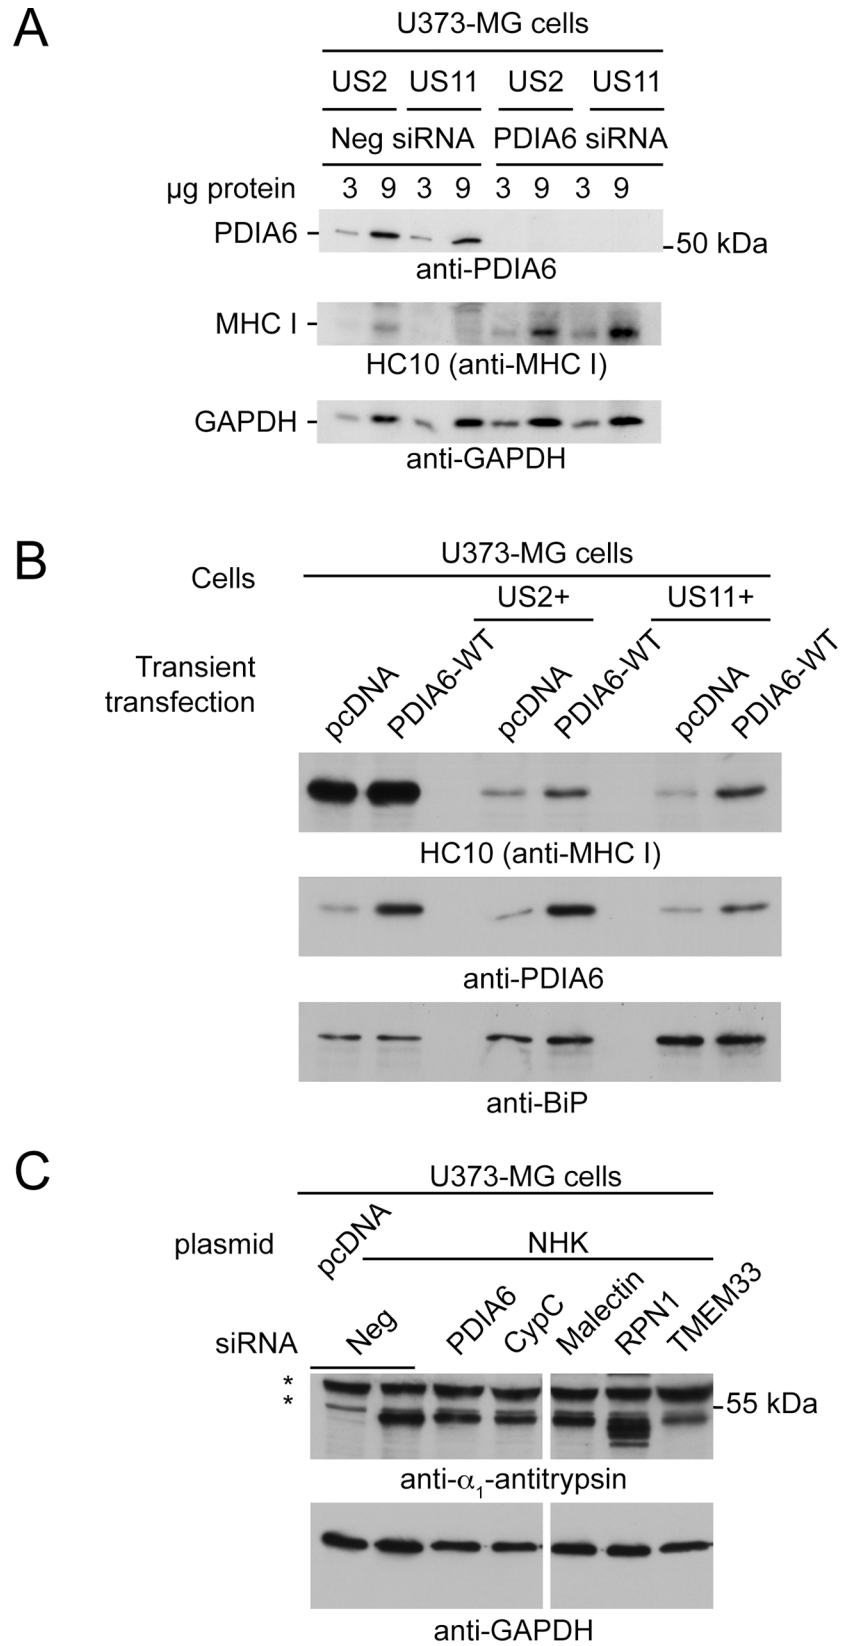 A
U373-MG cells
US2 US11 US2 US11
Neg siRNA PDIA6 siRNA
µg protein 3 9 3 9 3 9 3 9
PDIA6
50 kDa
anti-PDIA6
MHC I
HC10 (anti-MHC I)
GAPDH
anti-GAPDH
B
U373-MG cells
Cells
US2+ US11+
Transient
transfection
pcDNA PDIA6-WT pcDNA PDIA6-WT pcDNA PDIA6-WT
HC10 (anti-MHC I)
anti-PDIA6
anti-BiP
C
U373-MG cells
plasmid pcDNA NHK
siRNA Neg PDIA6 CypC Malectin RPN1 TMEM33
*
*
55 kDa
anti-α₁-antitrypsin
anti-GAPDH